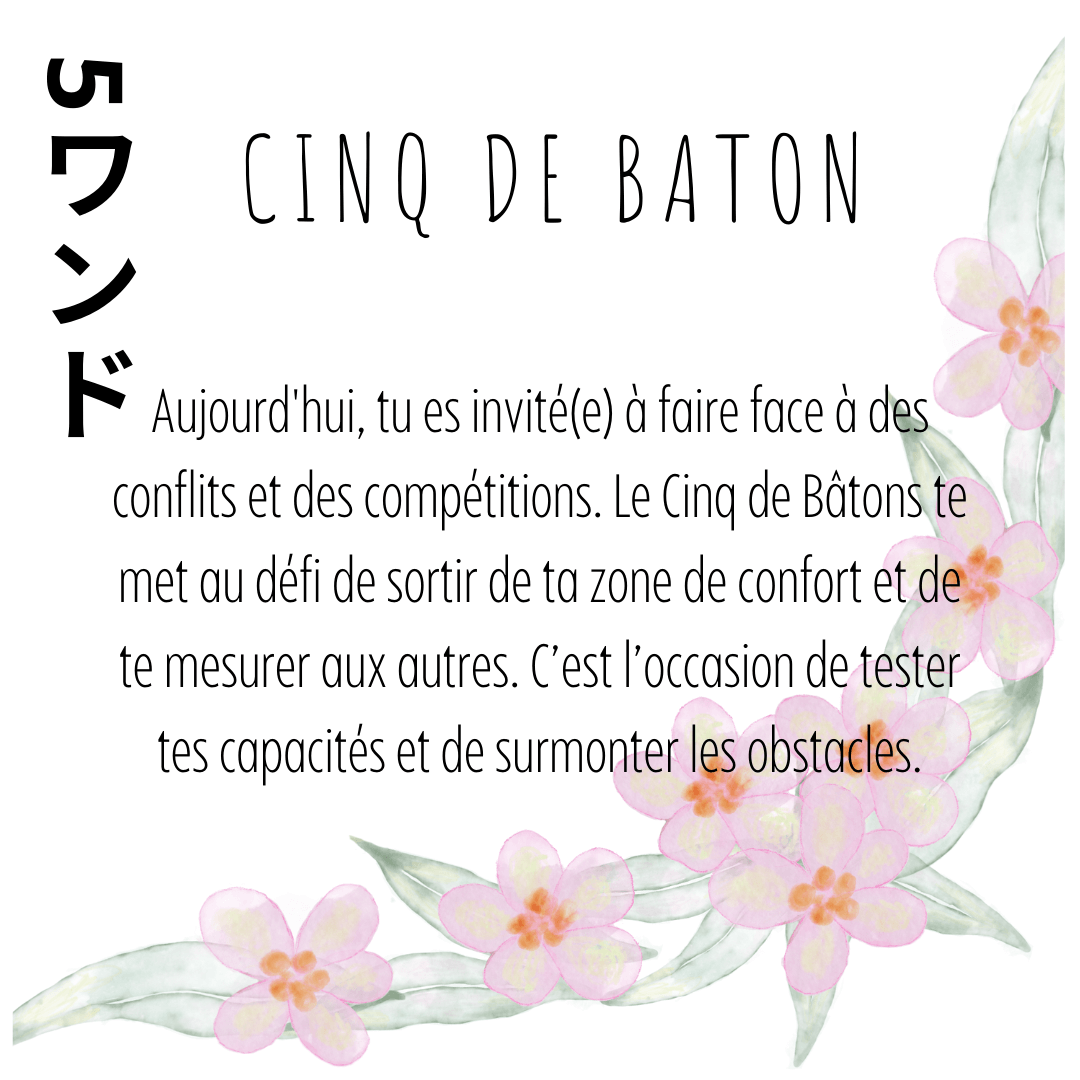 5ワンド
CINQ DE BATON
Aujourd'hui, tu es invité(e) à faire face à des
conflits et des compétitions. Le Cinq de Bâtons te
met au défi de sortir de ta zone de confort et de
te mesurer aux autres. C’est l’occasion de tester
tes capacités et de surmonter les obstacles.